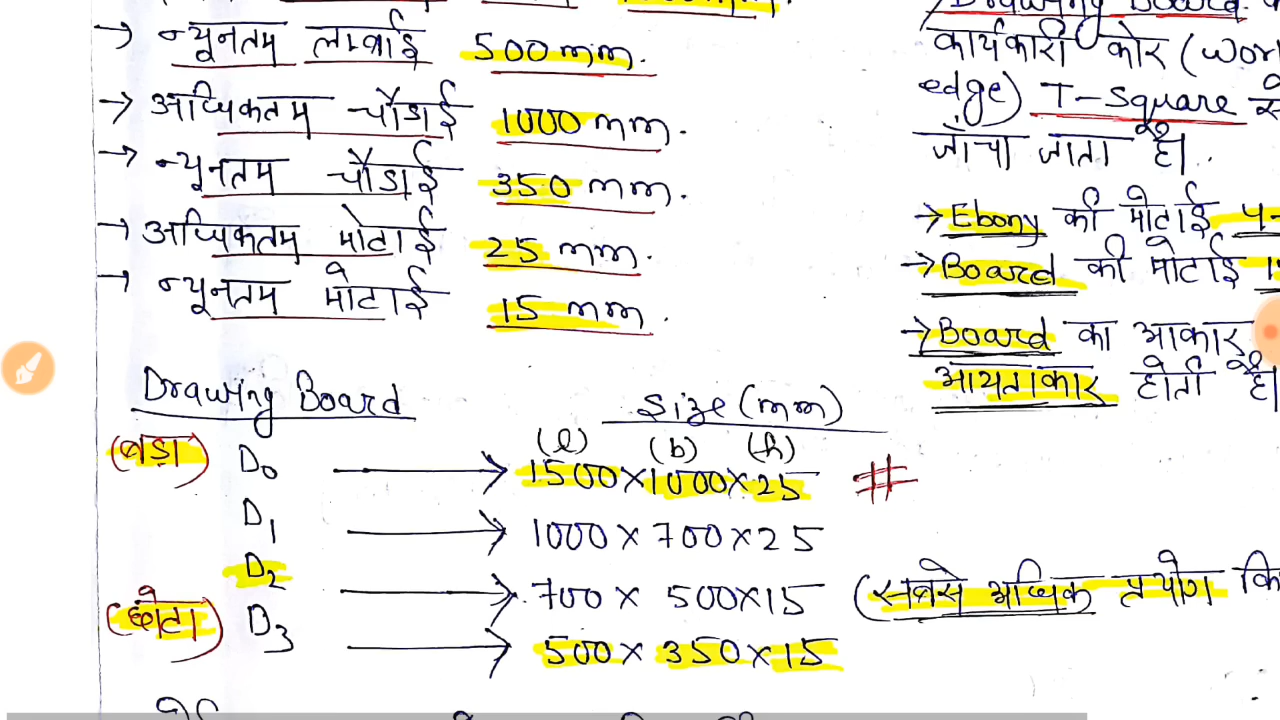 → न्यूनतम लम्बाई 500 mm.
→ अधिकतम चौडाई 1000 mm.
→ न्यूनतम चौडाई 350 mm.
→ अधिकतम मोटाई 25 mm.
→ न्यूनतम मोटाई 15 mm.
Drawing Board Size (mm)
(l) (b) (h)
(बड़ा) D₀ → 1500×1000×25 #
D₁ → 1000×700×25
D₂ → 700×500×15 (सबसे अधिक प्रयोग
(छोटा) D₃ → 500×350×15
Drawing Board
कार्यकारी कोर (
edge) T-Square
जाँचा जाता है।
→ Ebony की मोटाई
→ Board की मोटाई
→ Board का आकार
आयताकार होती है।